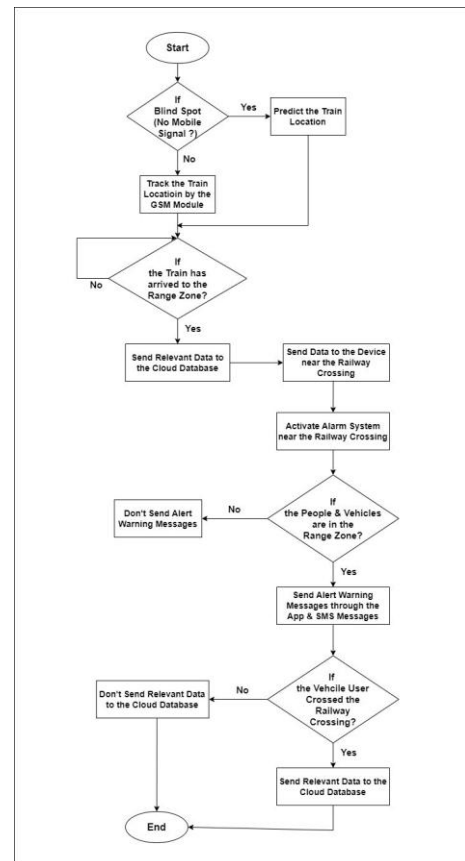 Start
If
Blind Spot
(No Mobile
Signal ?)
Yes
Predict the Train
Location
No
Track the Train
Locatioin by the
GSM Module
If
the Train has
arrived to the
Range Zone?
No
Yes
Send Relevant Data to
the Cloud Database
Send Data to the Device
near the Railway
Crossing
Activate Alarm System
near the Railway Crossing
If
the People & Vehicles
are in the
Range Zone?
No
Don't Send Alert
Warning Messages
Yes
Send Alert Warning
Messages through the
App & SMS Messages
If
the Vehcile User
Crossed the
Railway
Crossing?
No
Don't Send Relevant Data
to the Cloud Database
Yes
Send Relevant Data to the
Cloud Database
End